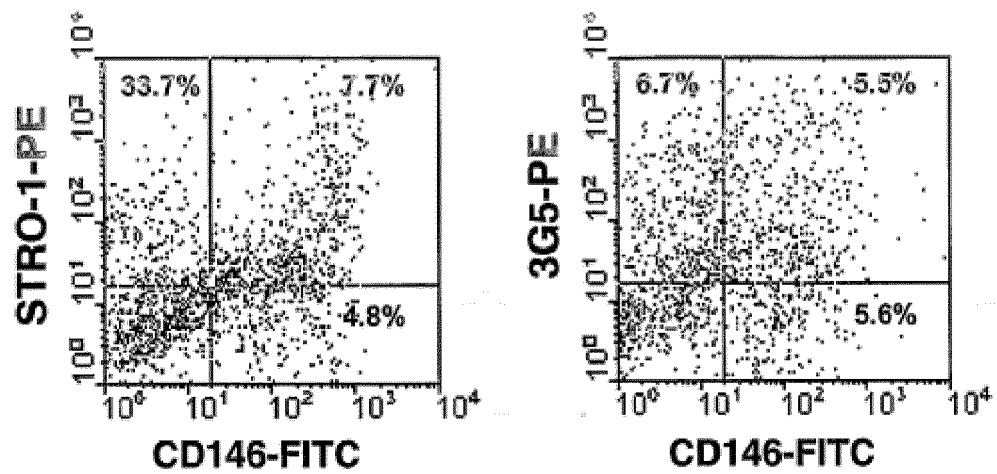 10⁴
10³
10²
10¹
10⁰
STRO-1-PE
33.7%
7.7%
4.8%
10⁰ 10¹ 10² 10³ 10⁴
CD146-FITC
10⁴
10³
10²
10¹
10⁰
3G5-PE
6.7%
5.5%
5.6%
10⁰ 10¹ 10² 10³ 10⁴
CD146-FITC